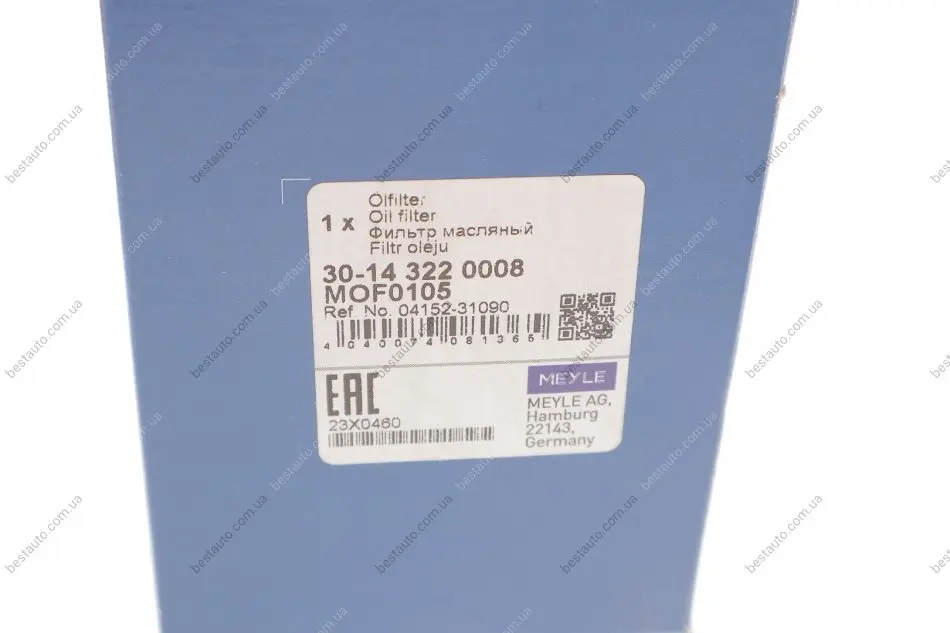 Ölfilter
1 x Oil filter
Фильтр масляный
Filtr oleju
30-14 322 0008
MOF0105
Ref. No. 04152-31090
4 040074 081365
EAC
23X0460
MEYLE
MEYLE AG,
Hamburg
22143,
Germany
bestauto.com.ua